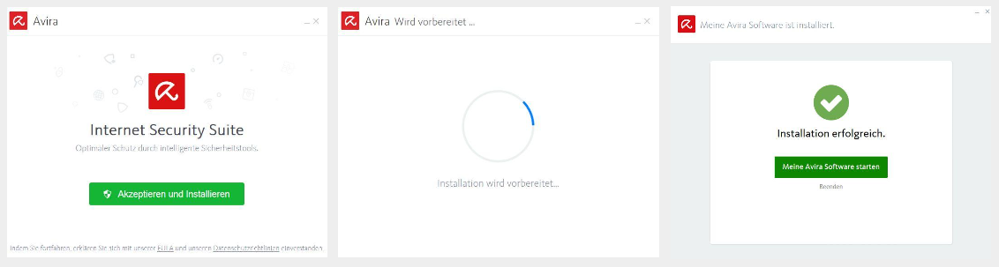 Avira
Internet Security Suite
Optimaler Schutz durch intelligente Sicherheitstools.
Akzeptieren und Installieren
Indem Sie fortfahren, erklären Sie sich mit unserer EULA und unseren Datenschutzrichtlinien einverstanden
Avira Wird vorbereitet ...
Installation wird vorbereitet...
Meine Avira Software ist installiert.
Installation erfolgreich.
Meine Avira Software starten
Beenden